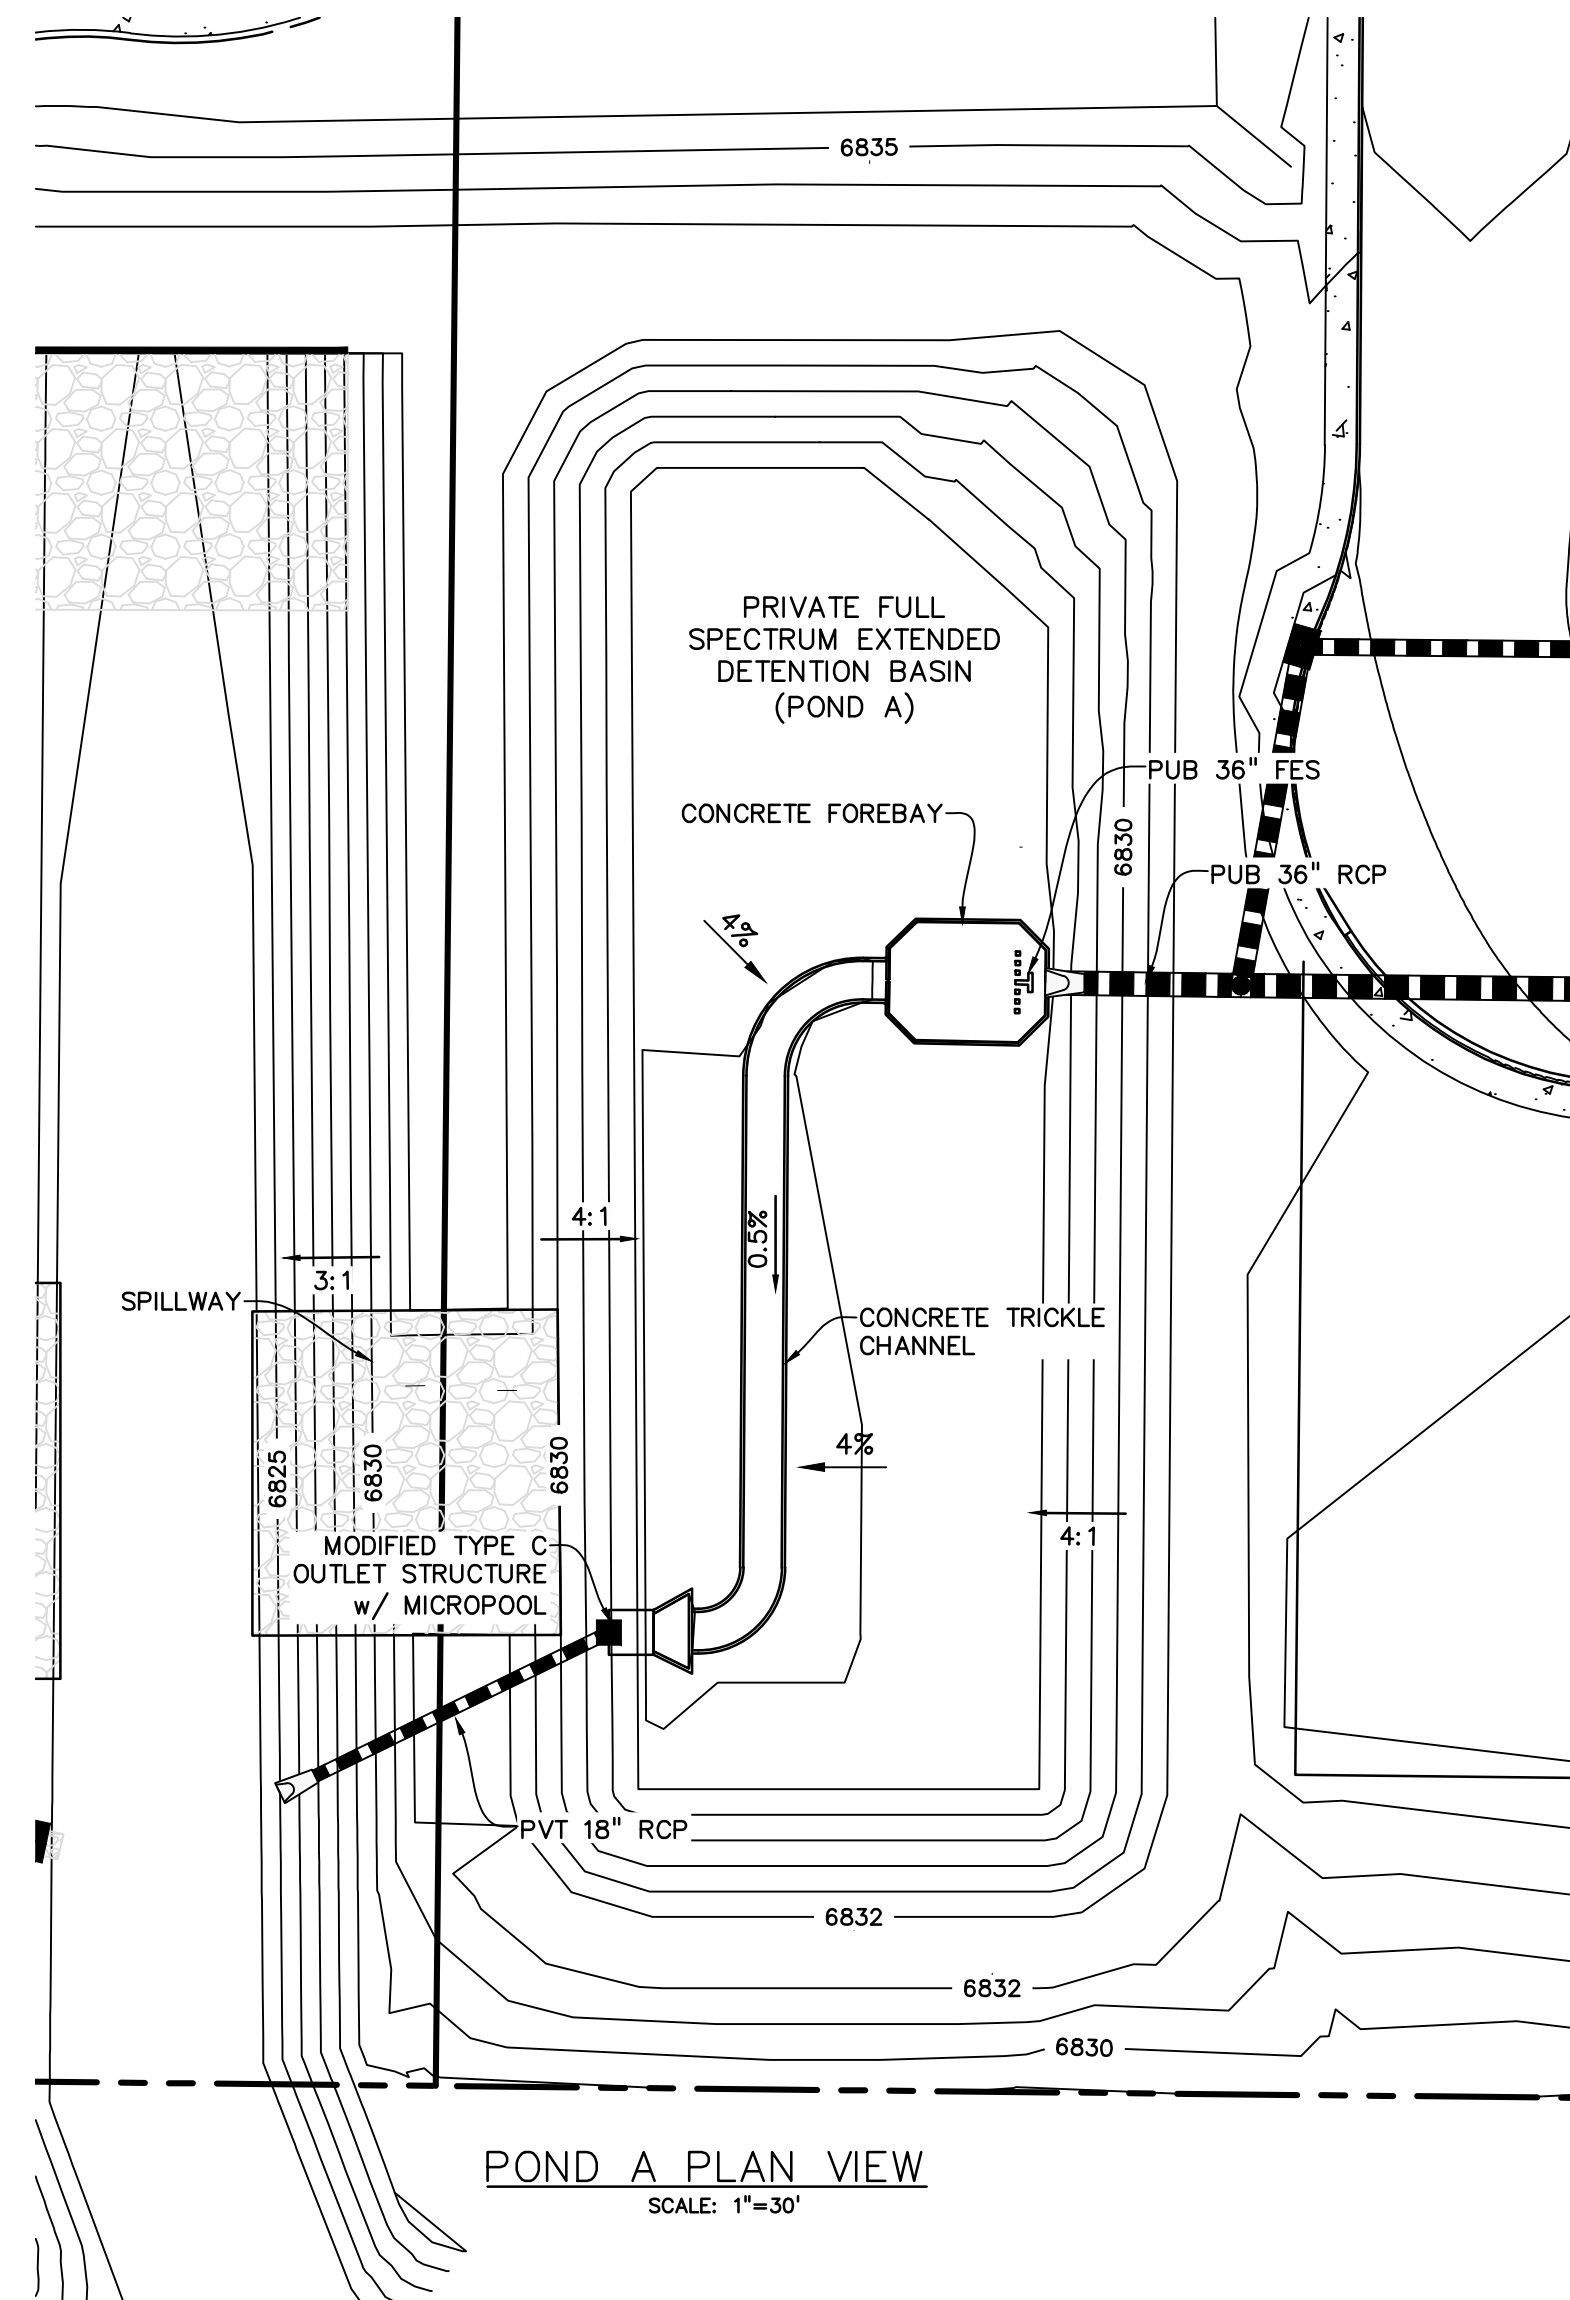 6835
PRIVATE FULL
SPECTRUM EXTENDED
DETENTION BASIN
(POND A)
PUB 36" FES
CONCRETE FOREBAY
6830
PUB 36" RCP
4%
4:1
0.5%
3:1
SPILLWAY
CONCRETE TRICKLE
CHANNEL
6825
6830
6830
4%
4:1
MODIFIED TYPE C
OUTLET STRUCTURE
w/ MICROPOOL
PVT 18" RCP
6832
6832
6830
POND A PLAN VIEW
SCALE: 1"=30'